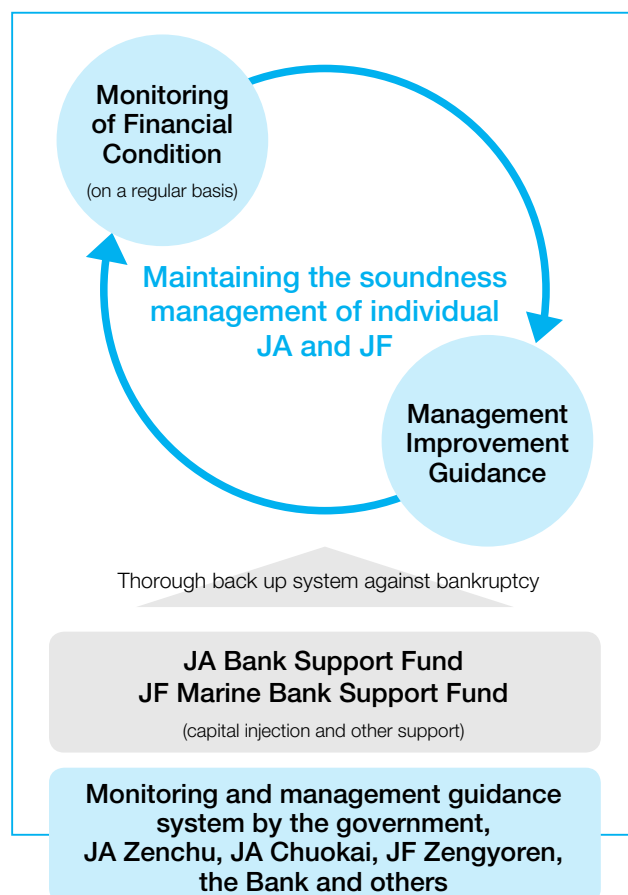 Monitoring
of Financial
Condition
(on a regular basis)
Maintaining the soundness
management of individual
JA and JF
Management
Improvement
Guidance
Thorough back up system against bankruptcy
JA Bank Support Fund
JF Marine Bank Support Fund
(capital injection and other support)
Monitoring and management guidance
system by the government,
JA Zenchu, JA Chuokai, JF Zengyoren,
the Bank and others